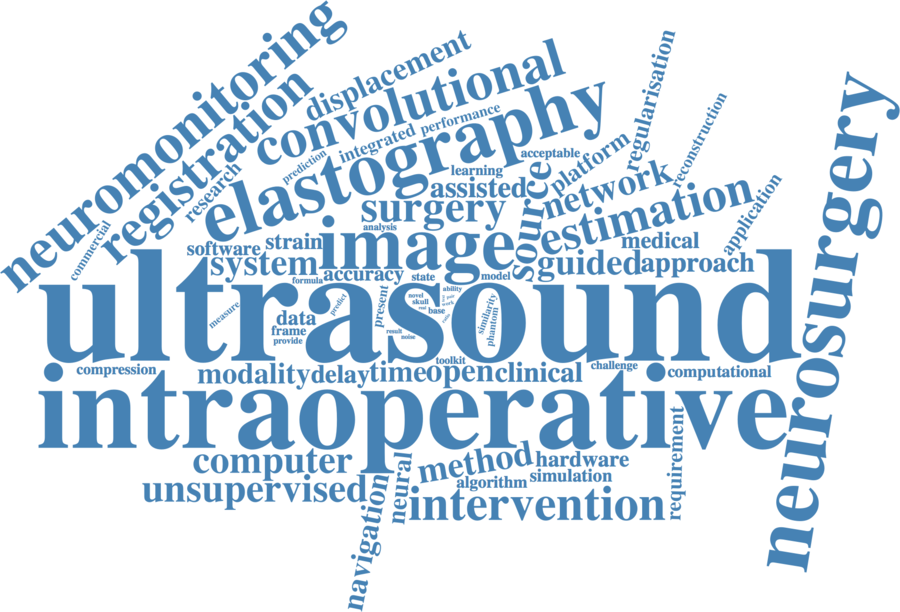 neuromonitoring
registration
displacement
convolutional
elastography
regularisation
reconstruction
neurosurgery
research
prediction
integrated
performance
acceptable
platform
learning
assisted
source
network
commercial
surgery
analysis
estimation
application
software
strain
image
medical
system
formula
accuracy
state
model
guided
approach
ultrasound
measure
predict
present
novel
skull
base
ability
similarity
phantom
data
frame
provide
result
noise
toolkit
compression
modality
delay
time
open
clinical
challenge
computational
intraoperative
computer
unsupervised
navigation
neural
method
hardware
algorithm
simulation
intervention
requirement